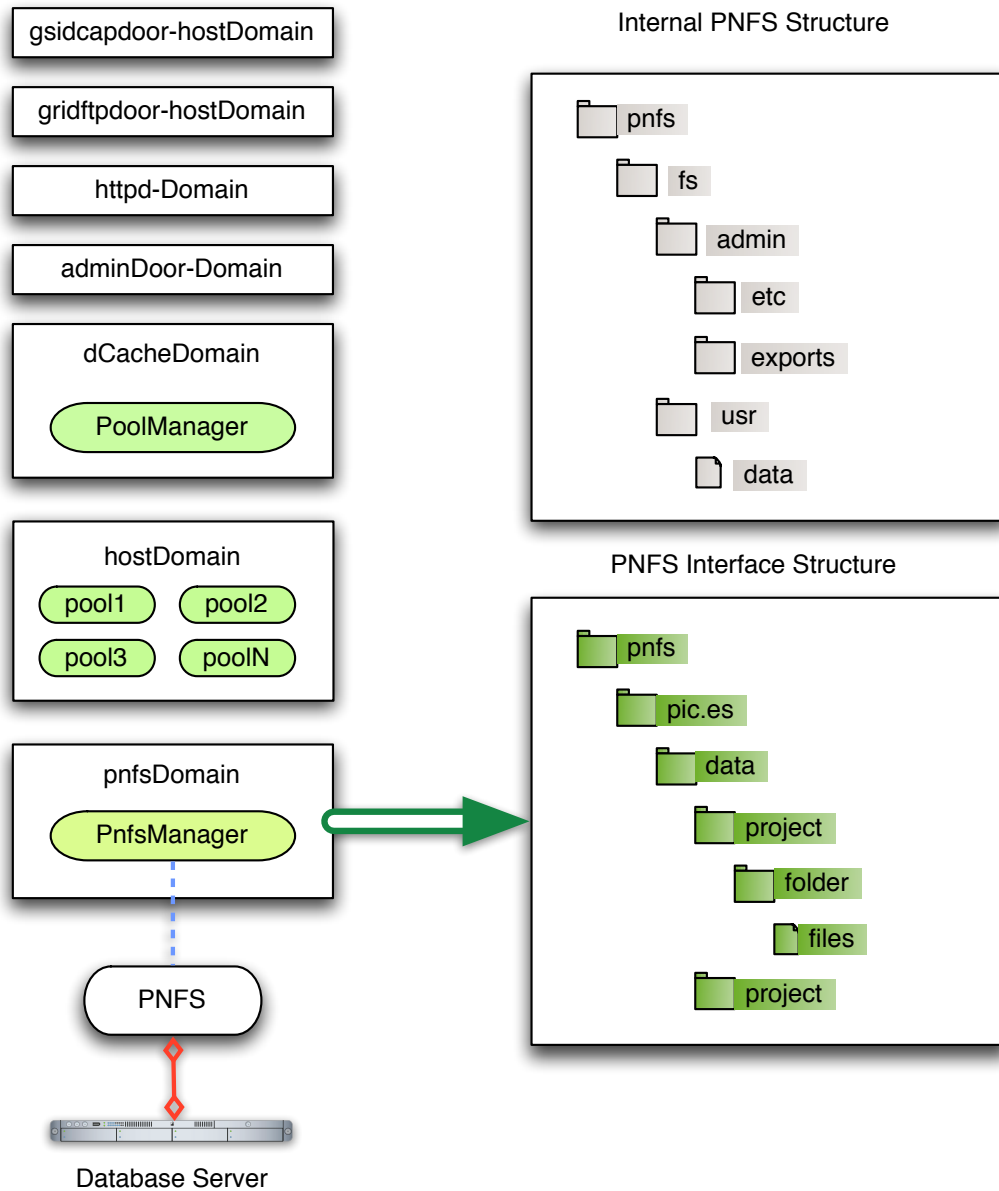 gsidcapdoor-hostDomain
gridftpdoor-hostDomain
httpd-Domain
adminDoor-Domain
dCacheDomain
PoolManager
hostDomain
pool1 pool2
pool3 poolN
pnfsDomain
PnfsManager
PNFS
Database Server
Internal PNFS Structure
pnfs
fs
admin
etc
exports
usr
data
PNFS Interface Structure
pnfs
pic.es
data
project
folder
files
project